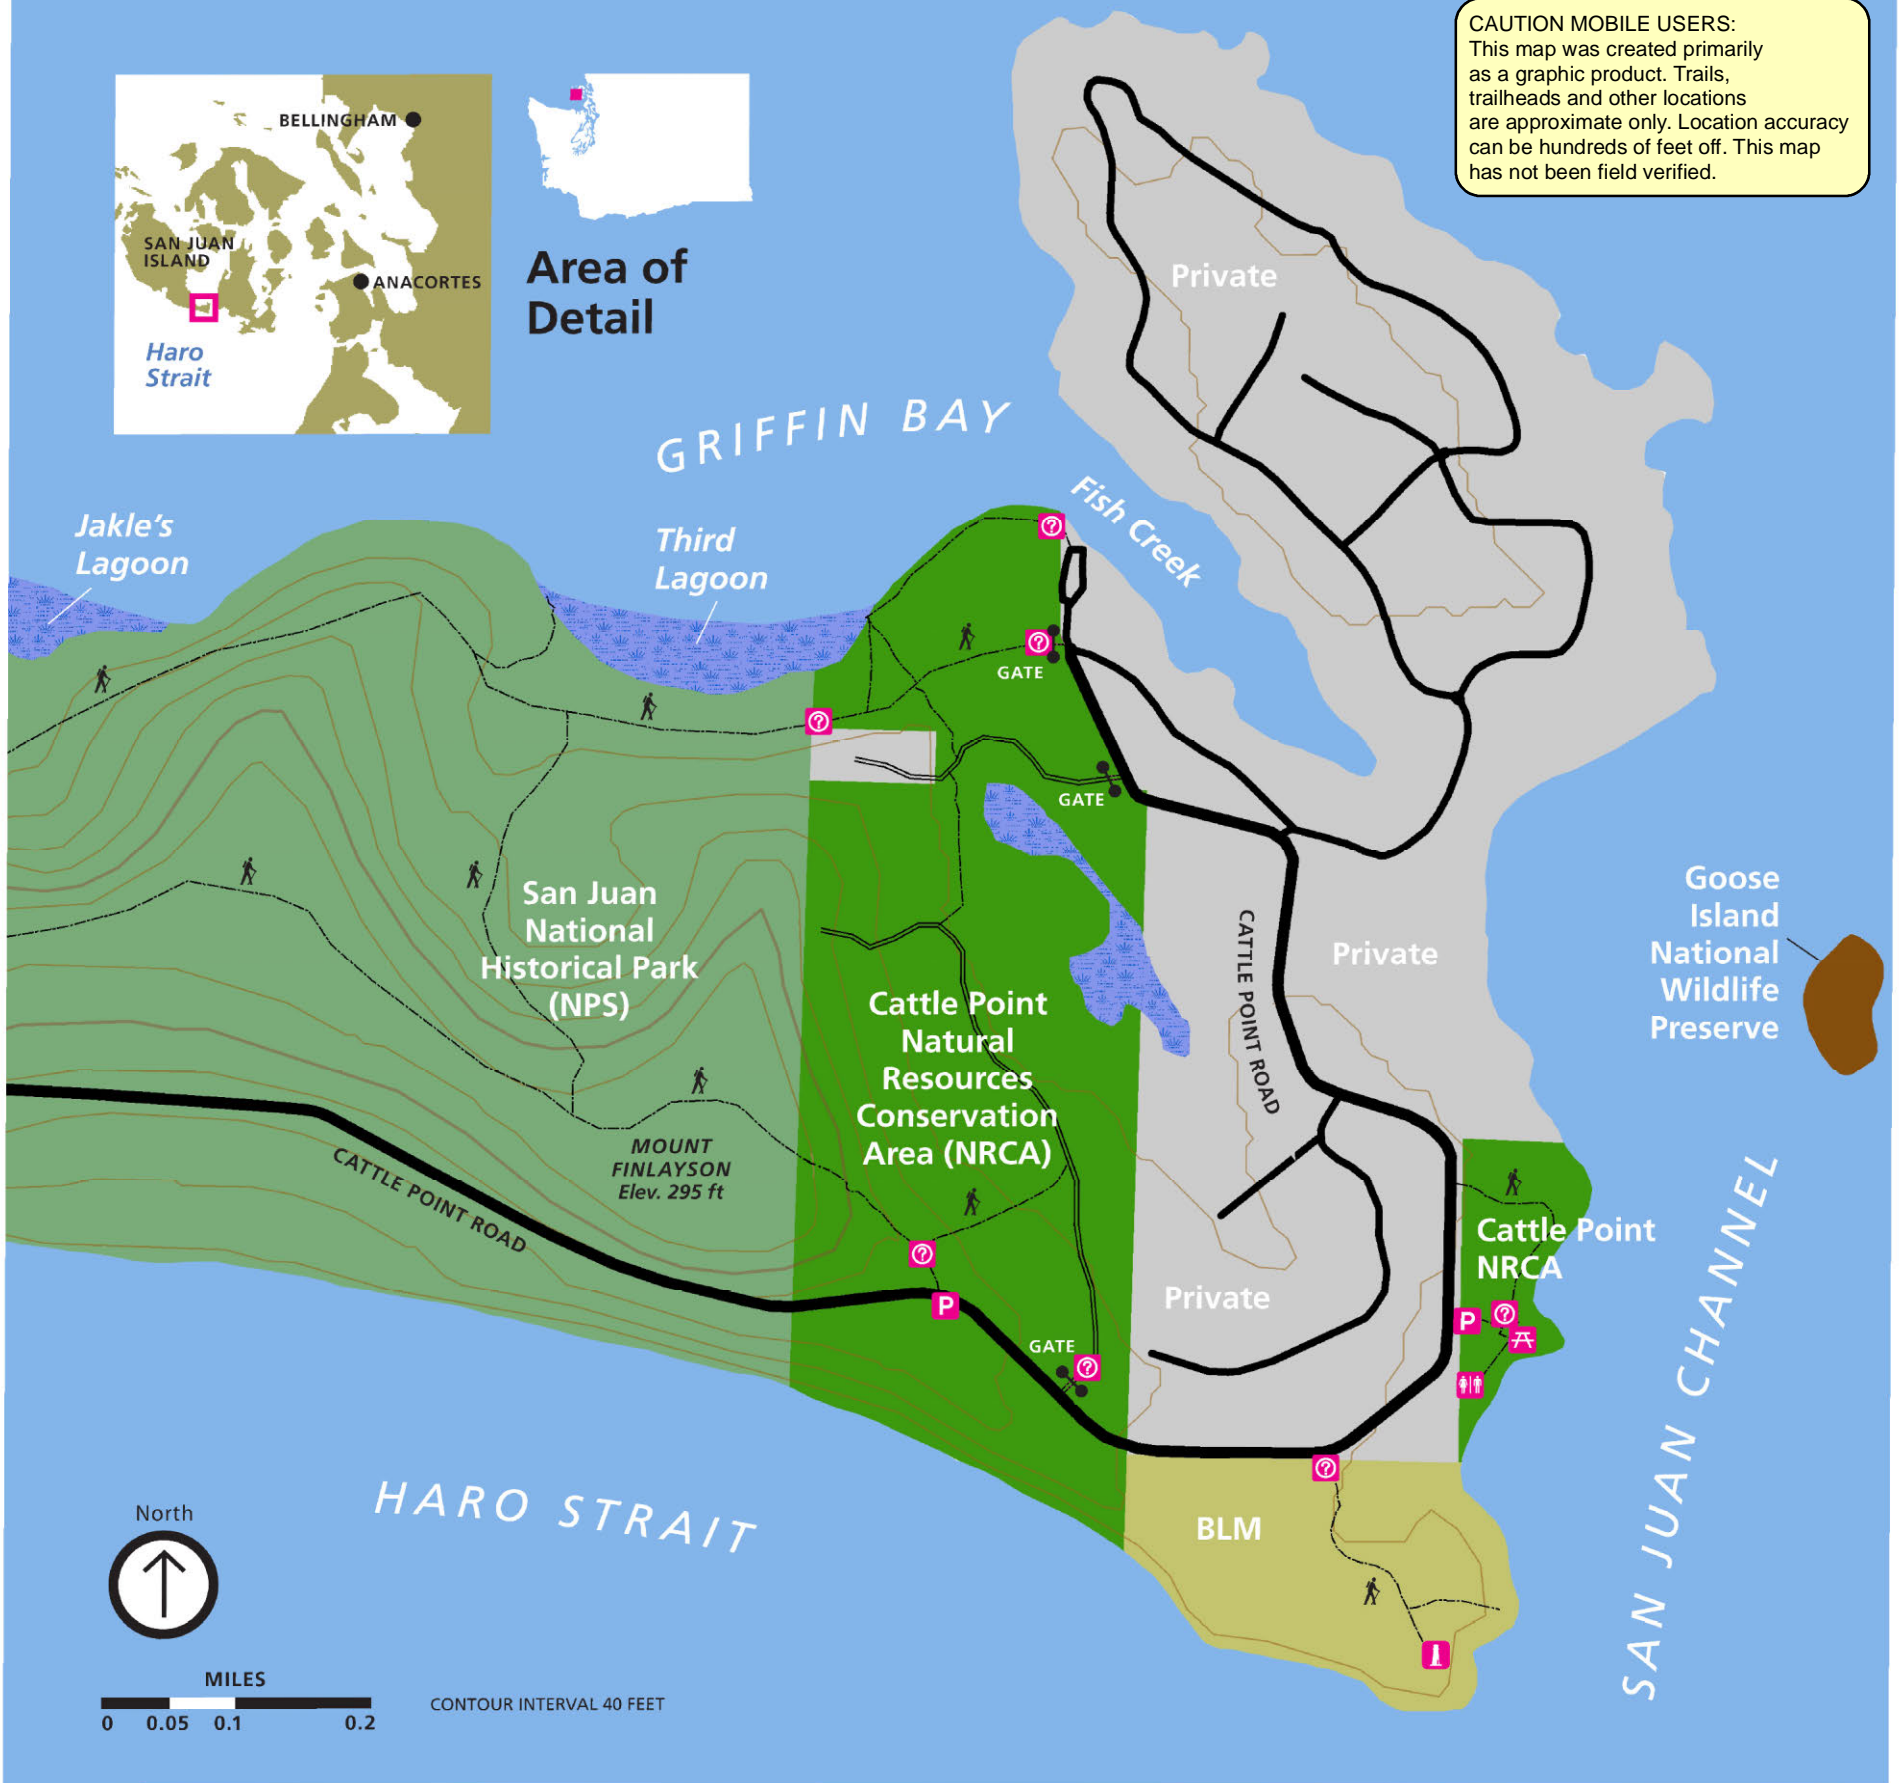 CAUTION MOBILE USERS:
This map was created primarily
as a graphic product. Trails,
trailheads and other locations
are approximate only. Location accuracy
can be hundreds of feet off. This map
has not been field verified.
BELLINGHAM
SAN JUAN
ISLAND
ANACORTES
Haro
Strait
Area of
Detail
Private
GRIFFIN BAY
Fish Creek
Jakle's
Lagoon
Third
Lagoon
?
?
GATE
?
GATE
San Juan
National
Historical Park
(NPS)
Cattle Point
Natural
Resources
Conservation
Area (NRCA)
CATTLE POINT ROAD
Private
Goose
Island
National
Wildlife
Preserve
MOUNT
FINLAYSON
Elev. 295 ft
CATTLE POINT ROAD
?
P
GATE
?
Private
Cattle Point
NRCA
P
?
SAN JUAN CHANNEL
?
BLM
HARO STRAIT
North
MILES
0 0.05 0.1 0.2
CONTOUR INTERVAL 40 FEET